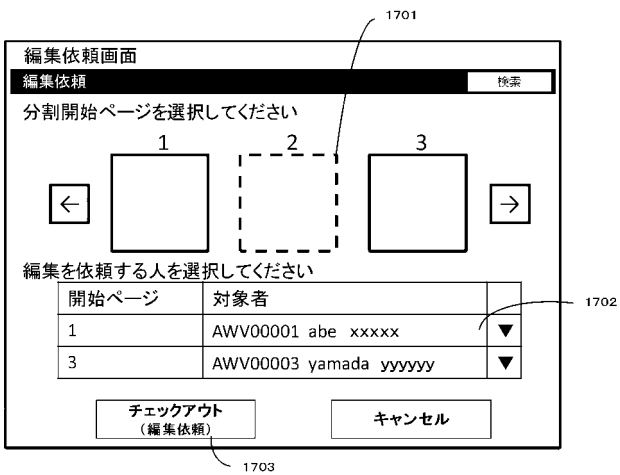 1701
編集依頼画面
編集依頼 検索
分割開始ページを選択してください
1 2 3
← →
編集を依頼する人を選択してください
開始ページ 対象者
1702
1 AWV00001 abe xxxxx ▼
3 AWV00003 yamada yyyyyy ▼
チェックアウト
(編集依頼)
キャンセル
1703